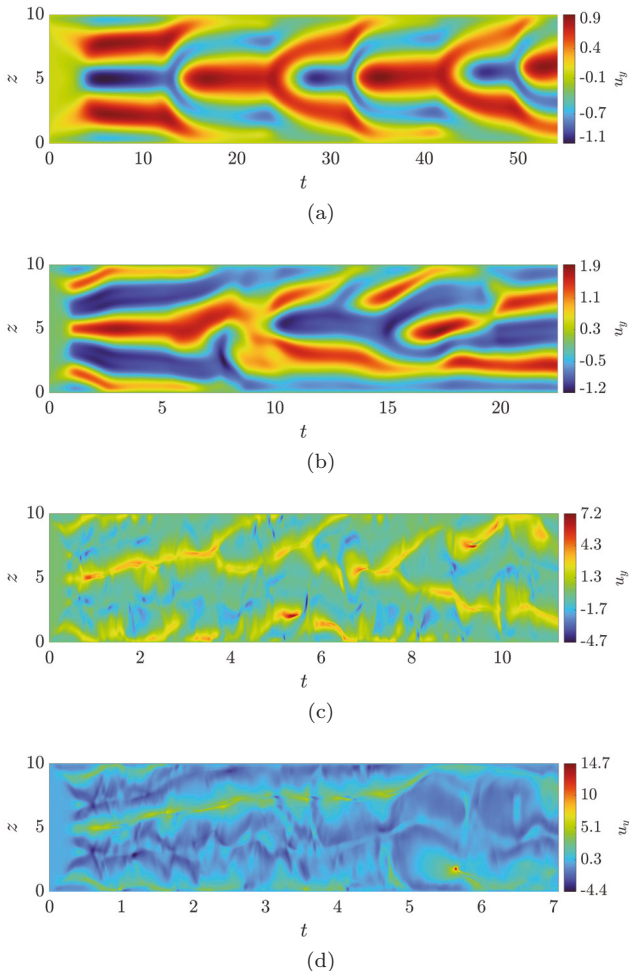 10
5
0
z
0 10 20 30 40 50
t
0.9
0.4
-0.1
-0.7
-1.1
u_y
(a)
10
5
0
z
0 5 10 15 20
t
1.9
1.1
0.3
-0.5
-1.2
u_y
(b)
10
5
0
z
0 2 4 6 8 10
t
7.2
4.3
1.3
-1.7
-4.7
u_y
(c)
10
5
0
z
0 1 2 3 4 5 6 7
t
14.7
10
5.1
0.3
-4.4
u_y
(d)